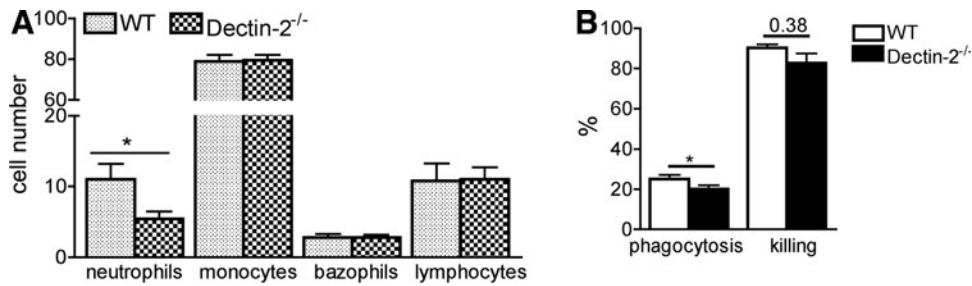 A
WT
Dectin-2-/-
cell number
100
80
60
20
10
0
*
neutrophils
monocytes
bazophils
lymphocytes
B
WT
Dectin-2-/-
%
100
80
60
40
20
0
*
0.38
phagocytosis
killing